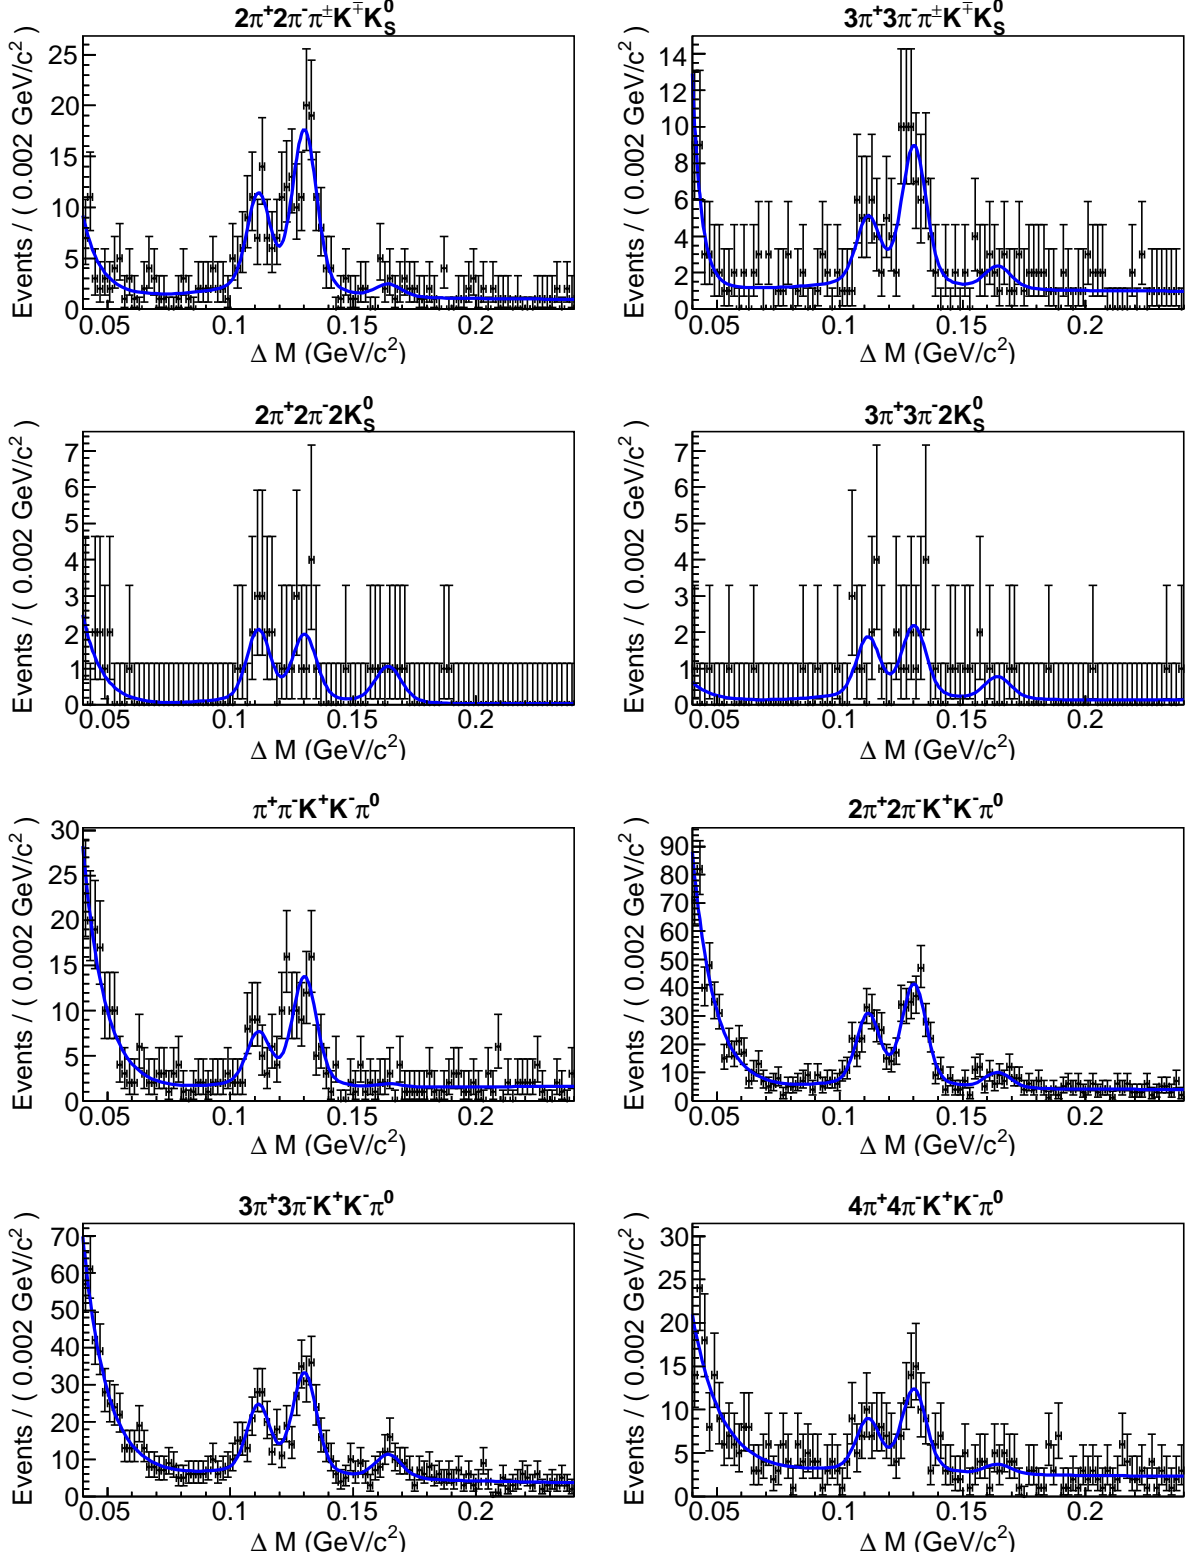 2π⁺2π⁻π^±K^∓K_S^0
Events / ( 0.002 GeV/c² )
25
20
15
10
5
0
0.05 0.1 0.15 0.2
Δ M (GeV/c²)
3π⁺3π⁻π^±K^∓K_S^0
Events / ( 0.002 GeV/c² )
14
12
10
8
6
4
2
0
0.05 0.1 0.15 0.2
Δ M (GeV/c²)
2π⁺2π⁻2K_S^0
Events / ( 0.002 GeV/c² )
7
6
5
4
3
2
1
0
0.05 0.1 0.15 0.2
Δ M (GeV/c²)
3π⁺3π⁻2K_S^0
Events / ( 0.002 GeV/c² )
7
6
5
4
3
2
1
0
0.05 0.1 0.15 0.2
Δ M (GeV/c²)
π⁺π⁻K⁺K⁻π⁰
Events / ( 0.002 GeV/c² )
30
25
20
15
10
5
0
0.05 0.1 0.15 0.2
Δ M (GeV/c²)
2π⁺2π⁻K⁺K⁻π⁰
Events / ( 0.002 GeV/c² )
90
80
70
60
50
40
30
20
10
0
0.05 0.1 0.15 0.2
Δ M (GeV/c²)
3π⁺3π⁻K⁺K⁻π⁰
Events / ( 0.002 GeV/c² )
70
60
50
40
30
20
10
0
0.05 0.1 0.15 0.2
Δ M (GeV/c²)
4π⁺4π⁻K⁺K⁻π⁰
Events / ( 0.002 GeV/c² )
30
25
20
15
10
5
0
0.05 0.1 0.15 0.2
Δ M (GeV/c²)